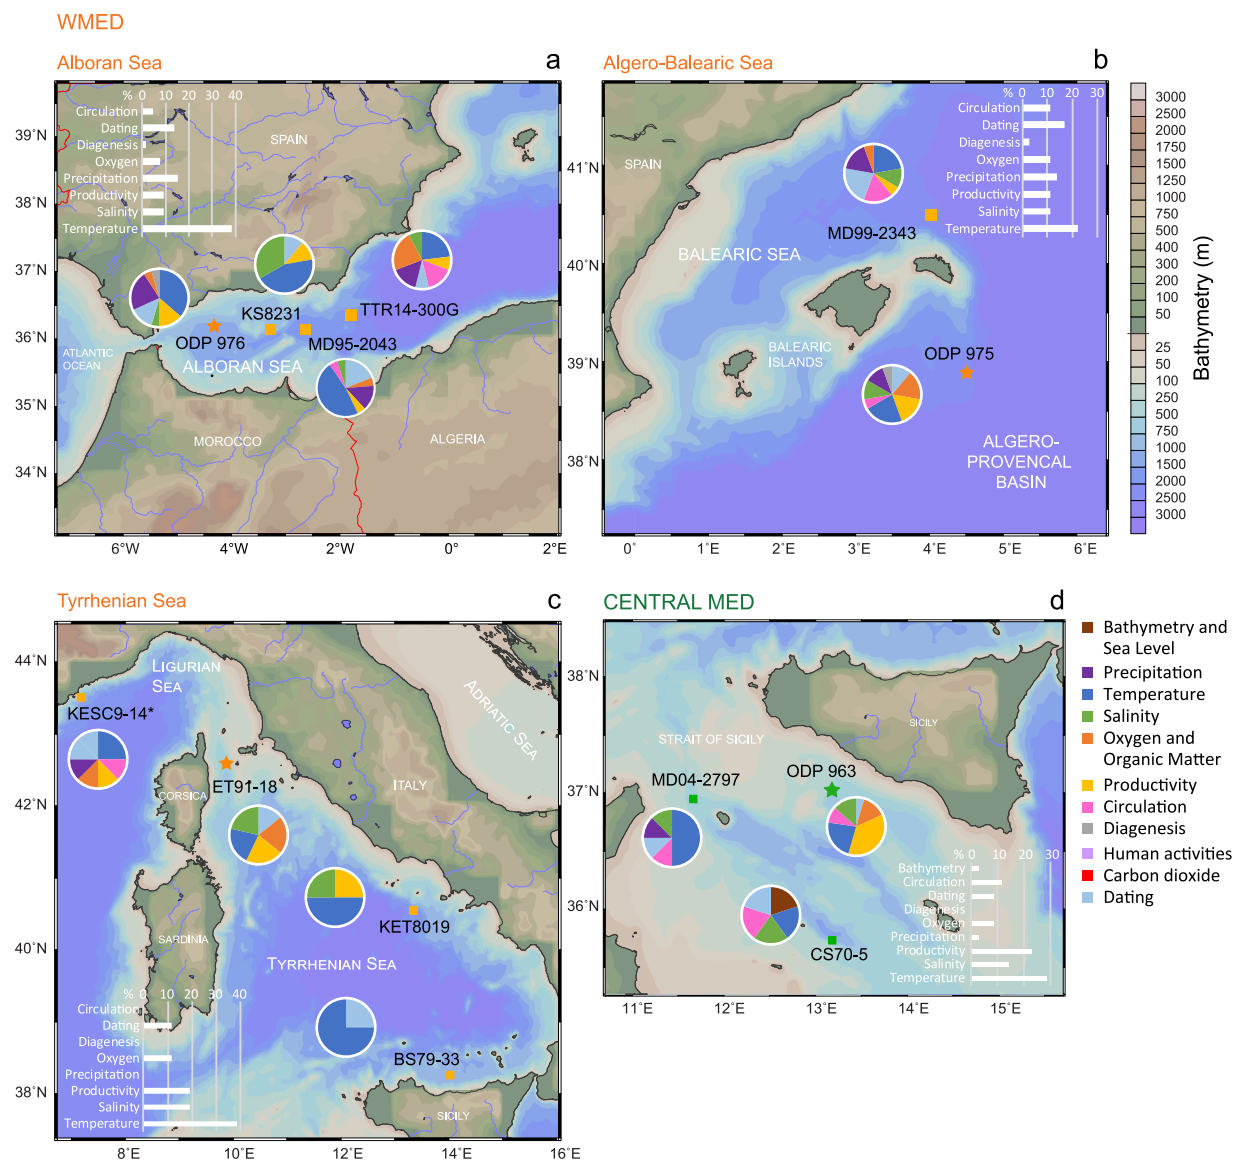 WMED
Alboran Sea
a
% 0 10 20 30 40
Circulation
Dating
Diagenesis
Oxygen
Precipitation
Productivity
Salinity
Temperature
SPAIN
KS8231
TTR14-300G
ODP 976
MD95-2043
ATLANTIC
OCEAN
ALBORAN SEA
MOROCCO
ALGERIA
39°N
38°N
37°N
36°N
35°N
34°N
6°W
4°W
2°W
0°
2°E
Algero-Balearic Sea
b
% 0 10 20 30
Circulation
Dating
Diagenesis
Oxygen
Precipitation
Productivity
Salinity
Temperature
SPAIN
MD99-2343
BALEARIC SEA
BALEARIC
ISLANDS
ODP 975
ALGERO-
PROVENCAL
BASIN
41°N
40°N
39°N
38°N
0°
1°E
2°E
3°E
4°E
5°E
6°E
3000
2500
2000
1500
1250
1000
750
500
400
300
200
100
50
25
50
100
250
500
750
1000
1500
2000
2500
3000
Bathymetry (m)
Tyrrhenian Sea
c
LIGURIAN
SEA
KESC9-14*
ADRIATIC SEA
ET91-18
CORSICA
ITALY
KET8019
SARDINIA
TYRRHENIAN SEA
BS79-33
SICILY
% 0 10 20 30 40
Circulation
Dating
Diagenesis
Oxygen
Precipitation
Productivity
Salinity
Temperature
44°N
42°N
40°N
38°N
8°E
10°E
12°E
14°E
16°E
CENTRAL MED
d
SICILY
STRAIT OF SICILY
MD04-2797
ODP 963
CS70-5
% 0 10 20 30
Bathymetry
Circulation
Dating
Diagenesis
Oxygen
Precipitation
Productivity
Salinity
Temperature
38°N
37°N
36°N
11°E
12°E
13°E
14°E
15°E
Bathymetry and
Sea Level
Precipitation
Temperature
Salinity
Oxygen and
Organic Matter
Productivity
Circulation
Diagenesis
Human activities
Carbon dioxide
Dating